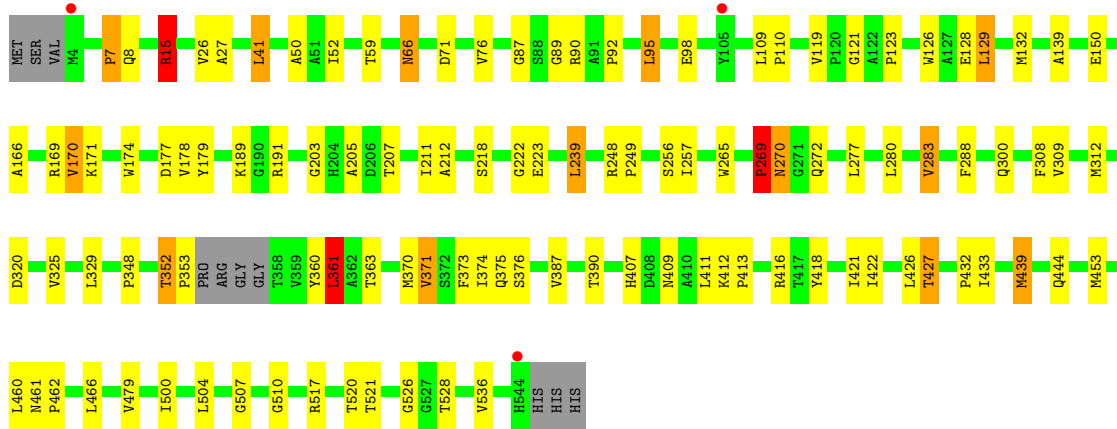 MET SER VAL M4 P7 Q8 R15 V26 A27 L41 A50 A51 I52 T59 N66 D71 V76 G87 S88 G89 R90 A91 P92 L95 E98 Y105 L109 P110 V119 P120 G121 A122 P123 W126 A127 E128 L129 M132 A139 E150
A166 R169 V170 K171 W174 D177 V178 Y179 K189 G190 R191 G203 H204 A205 D206 T207 I211 A212 S218 G222 E223 L239 R248 P249 S256 I257 W265 P269 N270 G271 Q272 L277 L280 V283 F288 Q300 F308 V309 M312
D320 V325 L329 P348 T352 P353 PRO ARG GLY GLY T358 V359 Y360 L361 A362 T363 M370 V371 S372 F373 I374 Q375 S376 V387 T390 H407 D408 N409 A410 L411 K412 P413 R416 T417 Y418 I421 I422 L426 T427 P432 I433 M439 Q444 M453
L460 N461 P462 L466 V479 I500 L504 G507 G510 R517 T520 T521 G526 G527 T528 V536 H544 HIS HIS HIS